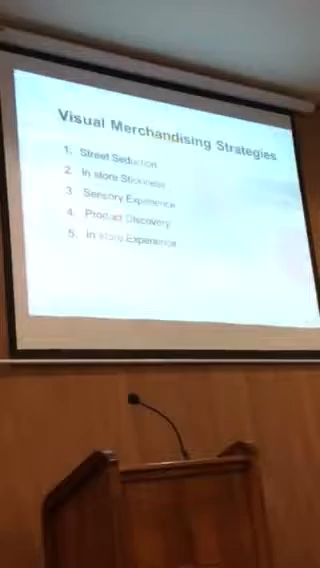 Visual Merchandising Strategies
1. Street Seduction
2. In store Stickiness
3 Sensory Experience
4. Product Discovery
5. In store Experience